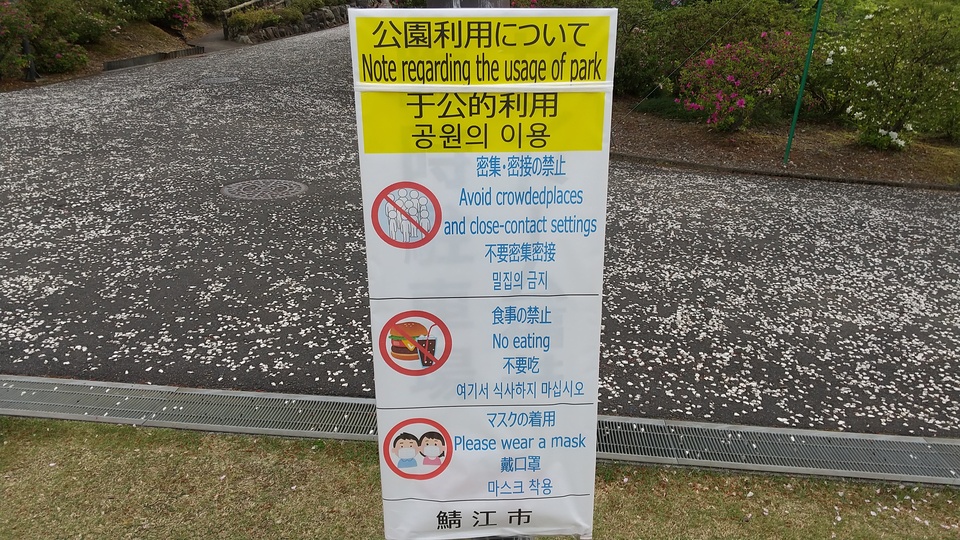 公園利用について
Note regarding the usage of park
于公的利用
공원의 이용
密集・密接の禁止
Avoid crowdedplaces
and close-contact settings
不要密集密接
밀집의 금지
食事の禁止
No eating
不要吃
여기서 식사하지 마십시오
マスクの着用
Please wear a mask
戴口罩
마스크 착용
鯖江市